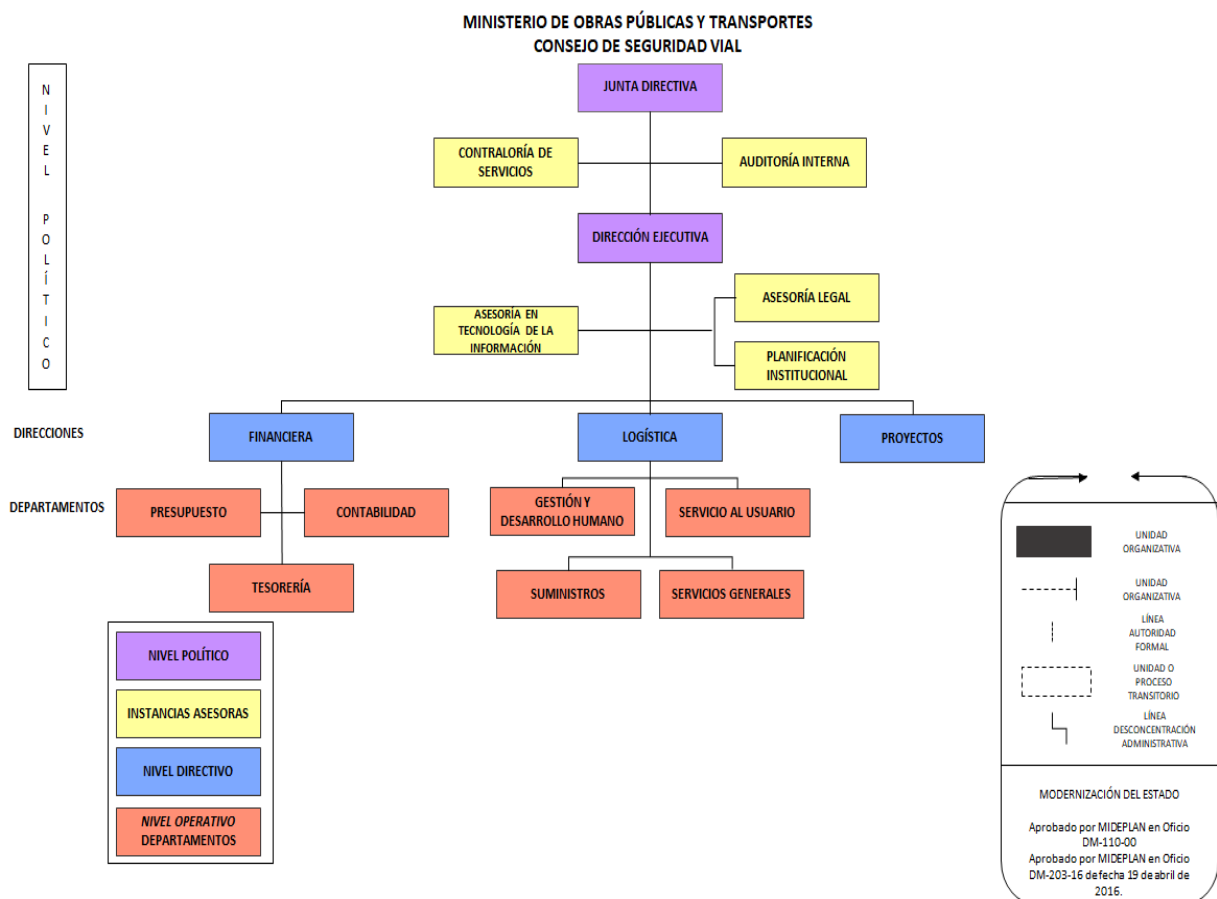 MINISTERIO DE OBRAS PÚBLICAS Y TRANSPORTES
CONSEJO DE SEGURIDAD VIAL
NIVEL POLÍTICO
JUNTA DIRECTIVA
CONTRALORÍA DE
SERVICIOS
AUDITORÍA INTERNA
DIRECCIÓN EJECUTIVA
ASESORÍA EN
TECNOLOGÍA DE LA
INFORMACIÓN
ASESORÍA LEGAL
PLANIFICACIÓN
INSTITUCIONAL
DIRECCIONES
FINANCIERA
LOGÍSTICA
PROYECTOS
DEPARTAMENTOS
PRESUPUESTO
CONTABILIDAD
GESTIÓN Y
DESARROLLO HUMANO
SERVICIO AL USUARIO
TESORERÍA
SUMINISTROS
SERVICIOS GENERALES
NIVEL POLÍTICO
INSTANCIAS ASESORAS
NIVEL DIRECTIVO
NIVEL OPERATIVO
DEPARTAMENTOS
UNIDAD
ORGANIZATIVA
UNIDAD
ORGANIZATIVA
LÍNEA
AUTORIDAD
FORMAL
UNIDAD O
PROCESO
TRANSITORIO
LÍNEA
DESCONCENTRACIÓN
ADMINISTRATIVA
MODERNIZACIÓN DEL ESTADO
Aprobado por MIDEPLAN en Oficio
DM-110-00
Aprobado por MIDEPLAN en Oficio
DM-203-16 de fecha 19 de abril de
2016.